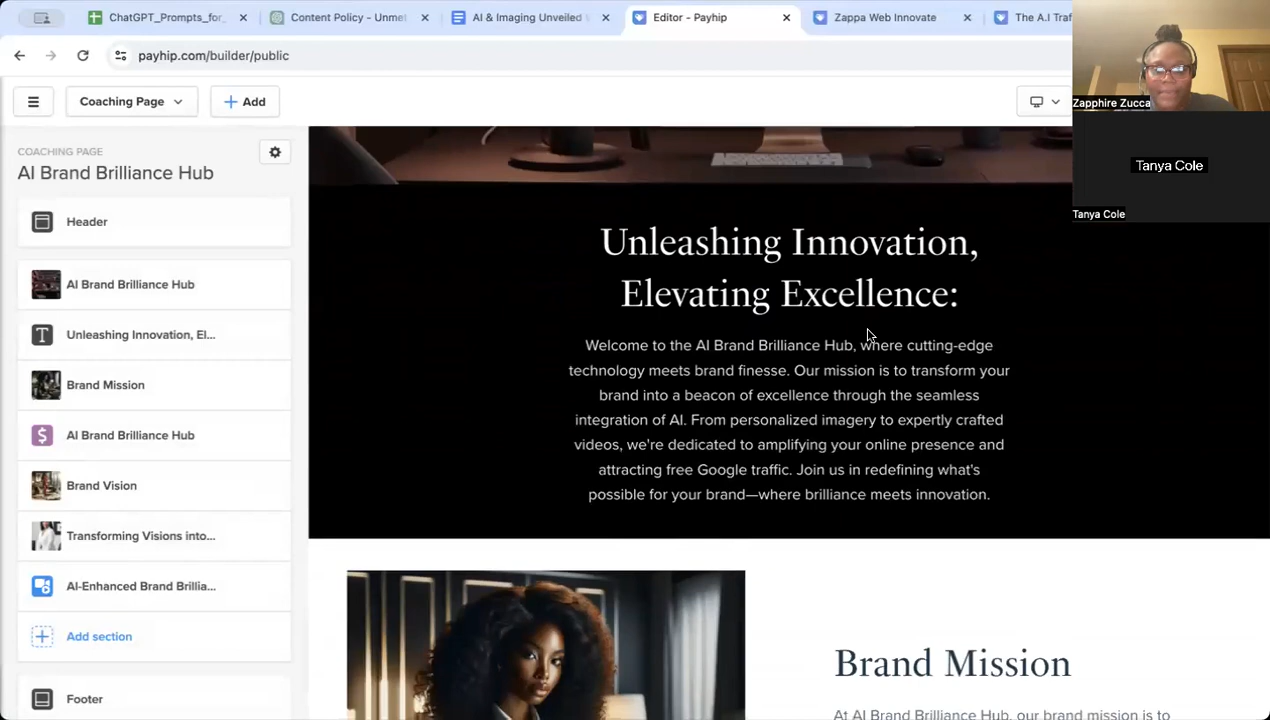 ChatGPT_Prompts_for_
Content Policy - Unmel
AI & Imaging Unveiled
Editor - Payhip
Zappa Web Innovate
The A.I Traf
payhip.com/builder/public
Coaching Page
Add
Zapphire Zucca
Tanya Cole
Tanya Cole
COACHING PAGE
AI Brand Brilliance Hub
Header
AI Brand Brilliance Hub
Unleashing Innovation, El...
Brand Mission
AI Brand Brilliance Hub
Brand Vision
Transforming Visions into...
AI-Enhanced Brand Brillia...
Add section
Footer
Unleashing Innovation,
Elevating Excellence:
Welcome to the AI Brand Brilliance Hub, where cutting-edge
technology meets brand finesse. Our mission is to transform your
brand into a beacon of excellence through the seamless
integration of AI. From personalized imagery to expertly crafted
videos, we're dedicated to amplifying your online presence and
attracting free Google traffic. Join us in redefining what's
possible for your brand—where brilliance meets innovation.
Brand Mission
At AI Brand Brilliance Hub, our brand mission is to